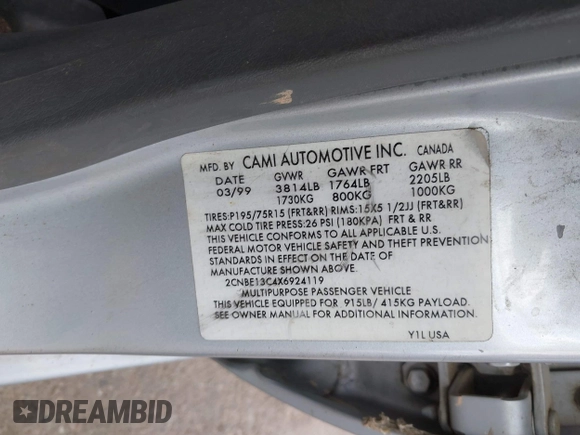 MFD. BY CAMI AUTOMOTIVE INC. CANADA
DATE GVWR GAWR FRT GAWR RR
03/99 3814LB 1764LB 2205LB
1730KG 800KG 1000KG
TIRES:P195/75R15 (FRT&RR) RIMS:15X5 1/2JJ (FRT&RR)
MAX COLD TIRE PRESS:26 PSI (180KPA) FRT & RR
THIS VEHICLE CONFORMS TO ALL APPLICABLE U.S.
FEDERAL MOTOR VEHICLE SAFETY AND THEFT PREVENTION
STANDARDS IN EFFECT ON THE DATE OF
MANUFACTURE SHOWN ABOVE.
2CNBE13C4X6924119
MULTIPURPOSE PASSENGER VEHICLE
THIS VEHICLE EQUIPPED FOR 915LB/ 415KG PAYLOAD.
SEE OWNER MANUAL FOR ADDITIONAL INFORMATION.
Y1L USA
DREAMBID